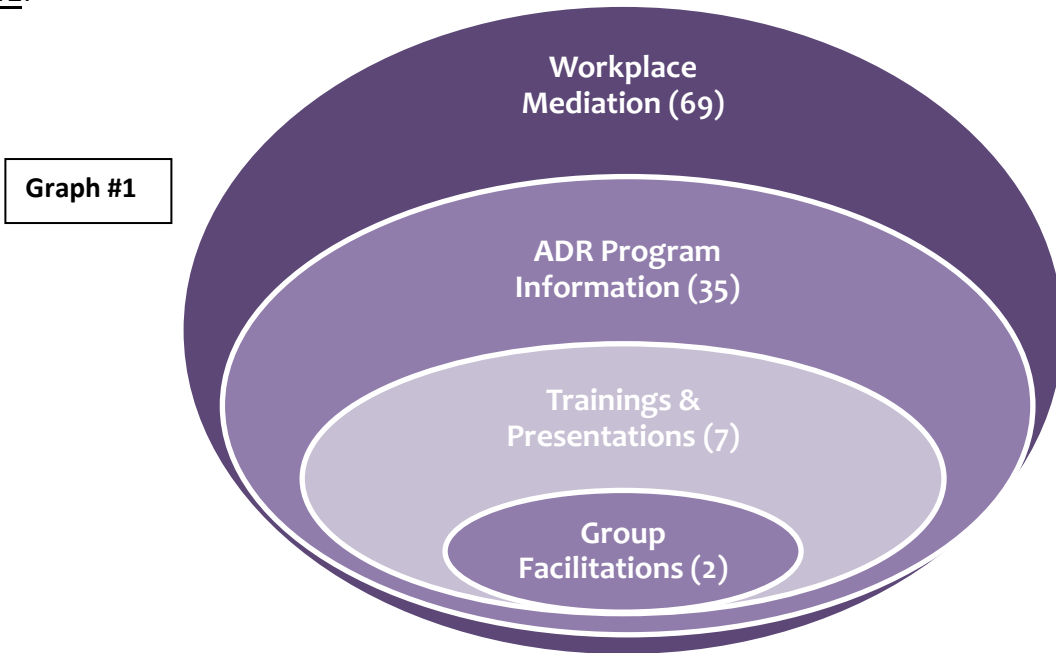 Workplace
Mediation (69)
Graph #1
ADR Program
Information (35)
Trainings &
Presentations (7)
Group
Facilitations (2)